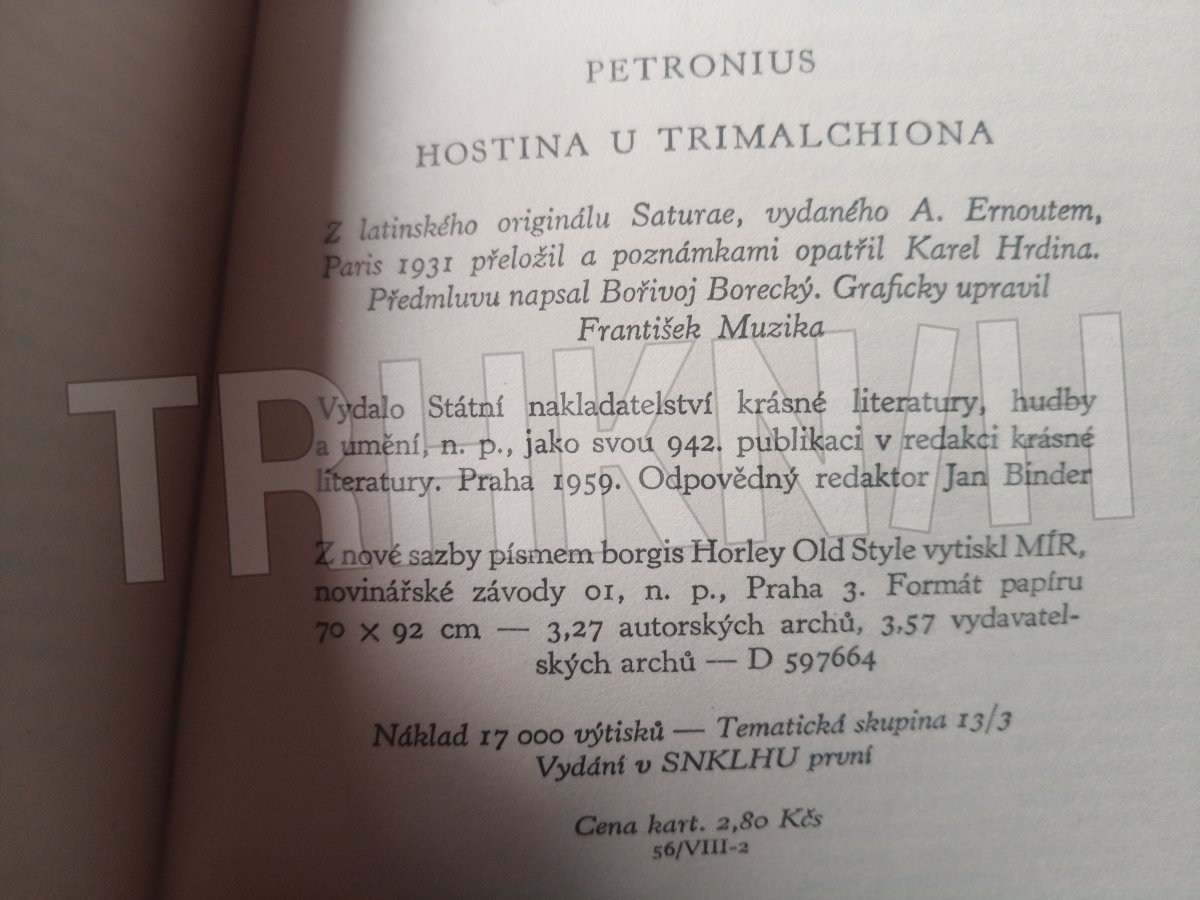 PETRONIUS
HOSTINA U TRIMALCHIONA
Z latinského originálu Saturae, vydaného A. Ernoutem,
Paris 1931 přeložil a poznámkami opatřil Karel Hrdina.
Předmluvu napsal Bořivoj Borecký. Graficky upravil
František Muzika
Vydalo Státní nakladatelství krásné literatury, hudby
a umění, n. p., jako svou 942. publikaci v redakci krásné
literatury. Praha 1959. Odpovědný redaktor Jan Binder
Z nové sazby písmem borgis Horley Old Style vytiskl MÍR,
novinářské závody 01, n. p., Praha 3. Formát papíru
70 × 92 cm — 3,27 autorských archů, 3,57 vydavatel-
ských archů — D 597664
Náklad 17 000 výtisků — Tematická skupina 13/3
Vydání v SNKLHU první
Cena kart. 2,80 Kčs
56/VIII-2
TRHKNIH